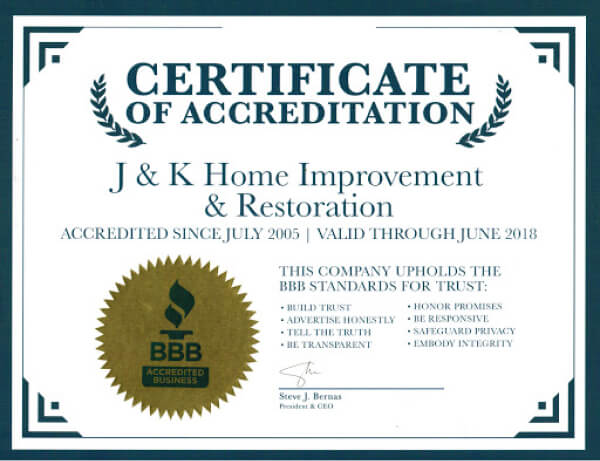 CERTIFICATE
OF ACCREDITATION
J & K Home Improvement
& Restoration
ACCREDITED SINCE JULY 2005 | VALID THROUGH JUNE 2018
THIS COMPANY UPHOLDS THE
BBB STANDARDS FOR TRUST:
• BUILD TRUST
• ADVERTISE HONESTLY
• TELL THE TRUTH
• BE TRANSPARENT
• HONOR PROMISES
• BE RESPONSIVE
• SAFEGUARD PRIVACY
• EMBODY INTEGRITY
BBB
ACCREDITED
BUSINESS
Steve J. Bernas
President & CEO